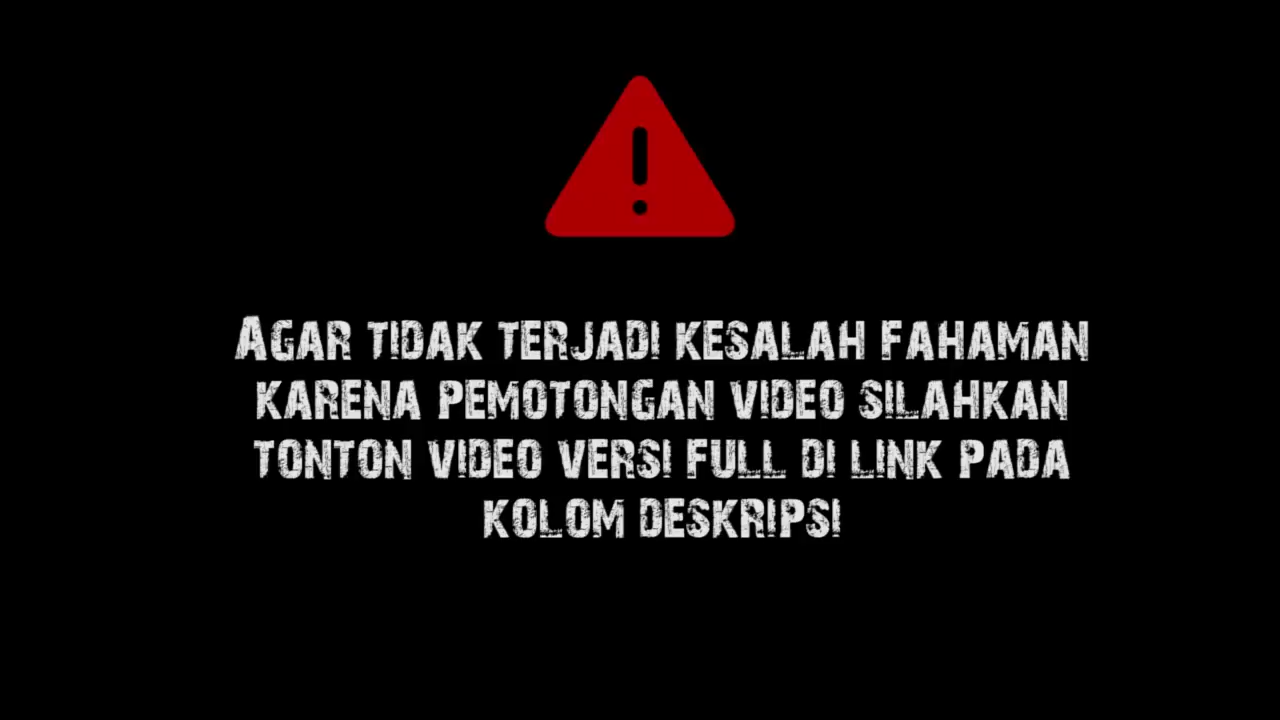 Agar tidak terjadi kesalah fahaman
karena pemotongan video silahkan
tonton video versi full di link pada
kolom deskripsi